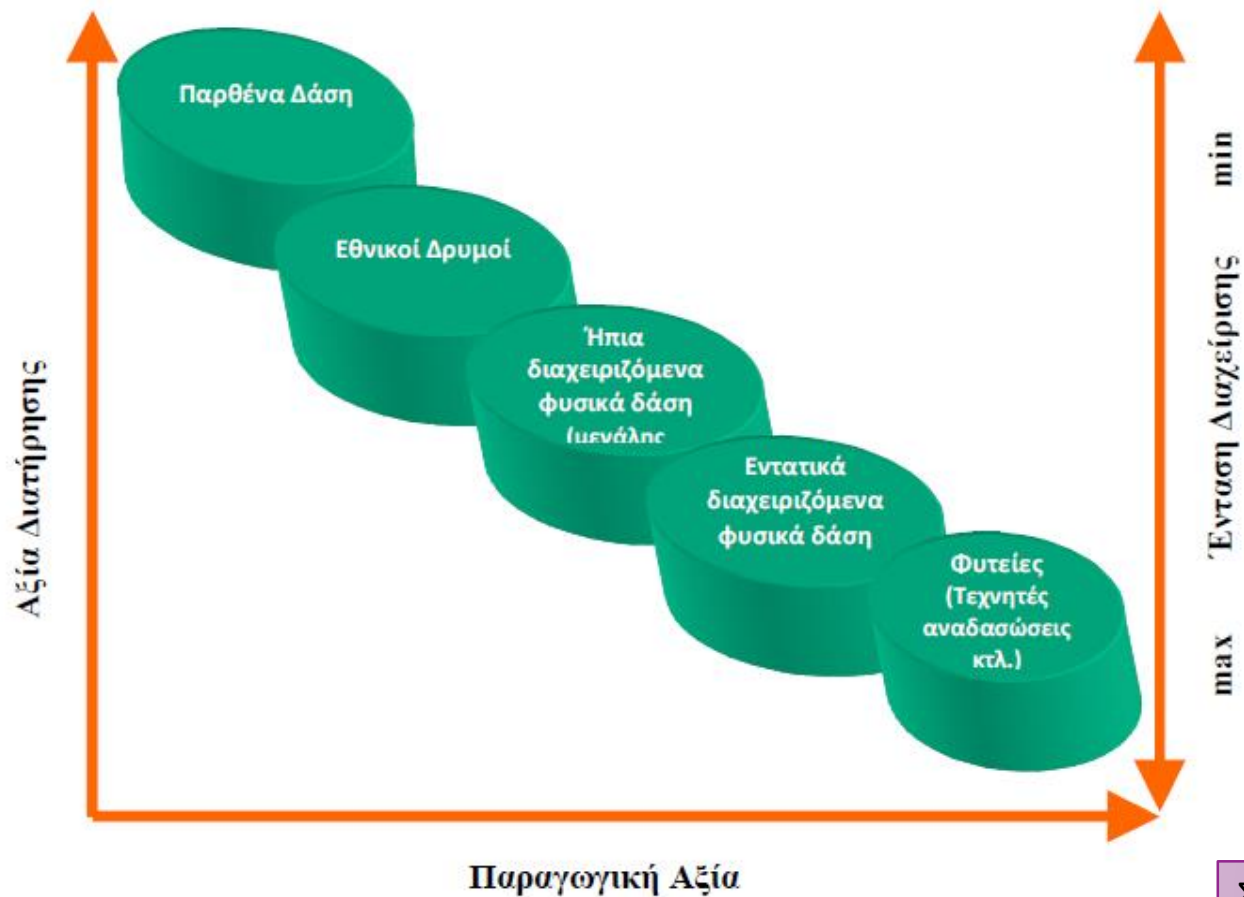 Παρθένα Δάση
Εθνικοί Δρυμοί
Ήπια
διαχειριζόμενα
φυσικά δάση
(μενάλης
Εντατικά
διαχειριζόμενα
φυσικά δάση
Φυτείες
(Τεχνητές
αναδασώσεις
κτλ.)
Αξία Διατήρησης
max Ένταση Διαχείρισης min
Παραγωγική Αξία